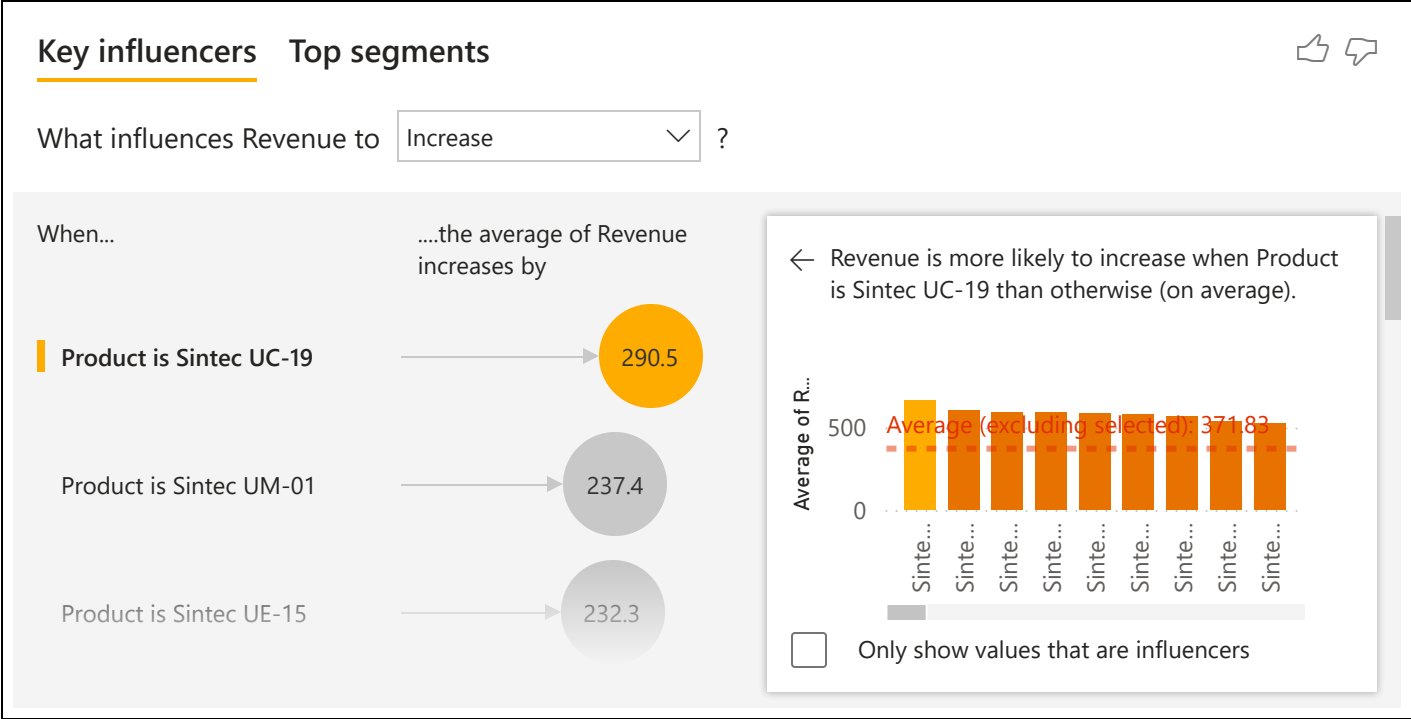 Key influencers Top segments
What influences Revenue to Increase ?
When...
....the average of Revenue
increases by
Product is Sintec UC-19
290.5
Product is Sintec UM-01
237.4
Product is Sintec UE-15
232.3
Revenue is more likely to increase when Product
is Sintec UC-19 than otherwise (on average).
Average of R...
500
0
Average (excluding selected): 371.83
Sinte...
Sinte...
Sinte...
Sinte...
Sinte...
Sinte...
Sinte...
Sinte...
Sinte...
Only show values that are influencers